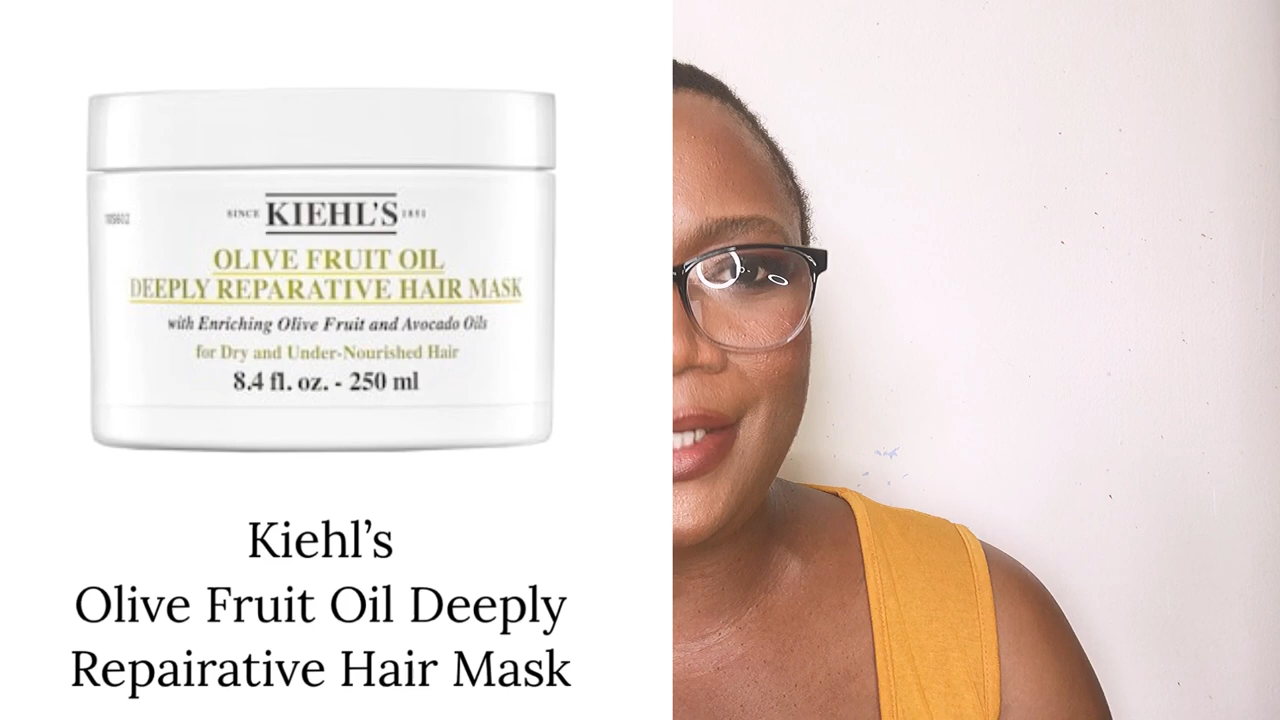 SINCE KIEHL'S 1851
OLIVE FRUIT OIL
DEEPLY REPARATIVE HAIR MASK
with Enriching Olive Fruit and Avocado Oils
for Dry and Under-Nourished Hair
8.4 fl. oz. - 250 ml
Kiehl’s
Olive Fruit Oil Deeply
Repairative Hair Mask